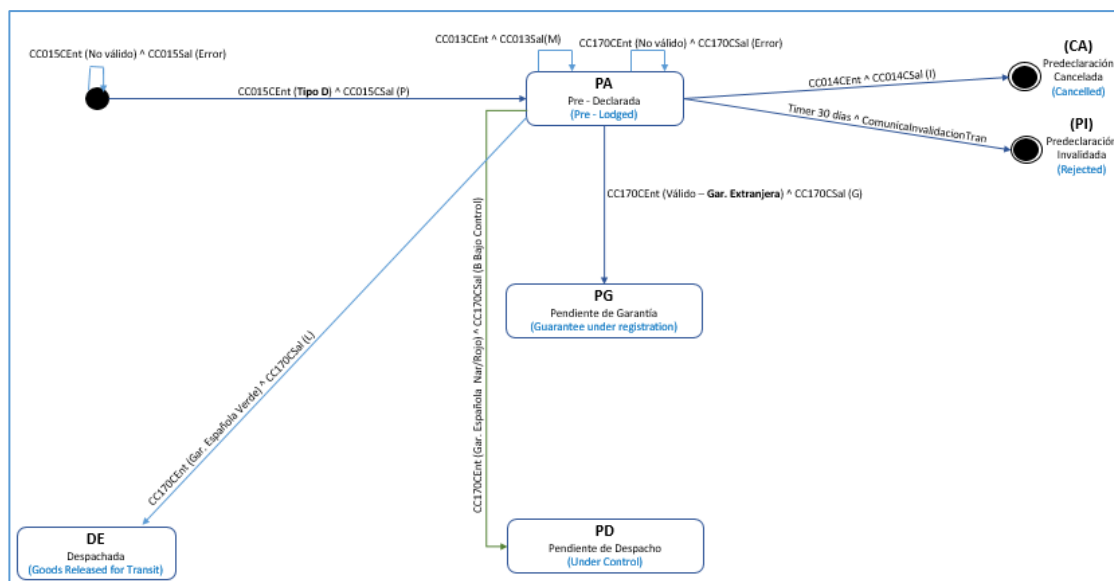 CC015CEnt (No válido) ^ CC015Sal (Error)
CC013CEnt ^ CC013Sal(M)
CC170CEnt (No válido) ^ CC170CSal (Error)
(CA)
Predeclaración
Cancelada
(Cancelled)
CC015CEnt (Tipo D) ^ CC015CSal (P)
PA
Pre - Declarada
(Pre - Lodged)
CC014CEnt ^ CC014CSal (I)
Timer 30 días ^ ComunicaInvalidacionTran
(PI)
Predeclaración
Invalidada
(Rejected)
CC170CEnt (Válido – Gar. Extranjera) ^ CC170CSal (G)
CC170CEnt (Gar. Española Nar/Rojo) ^ CC170CSal (B Bajo Control)
CC170CEnt (Gar. Española Verde) ^ CC170CSal (L)
PG
Pendiente de Garantía
(Guarantee under registration)
DE
Despachada
(Goods Released for Transit)
PD
Pendiente de Despacho
(Under Control)